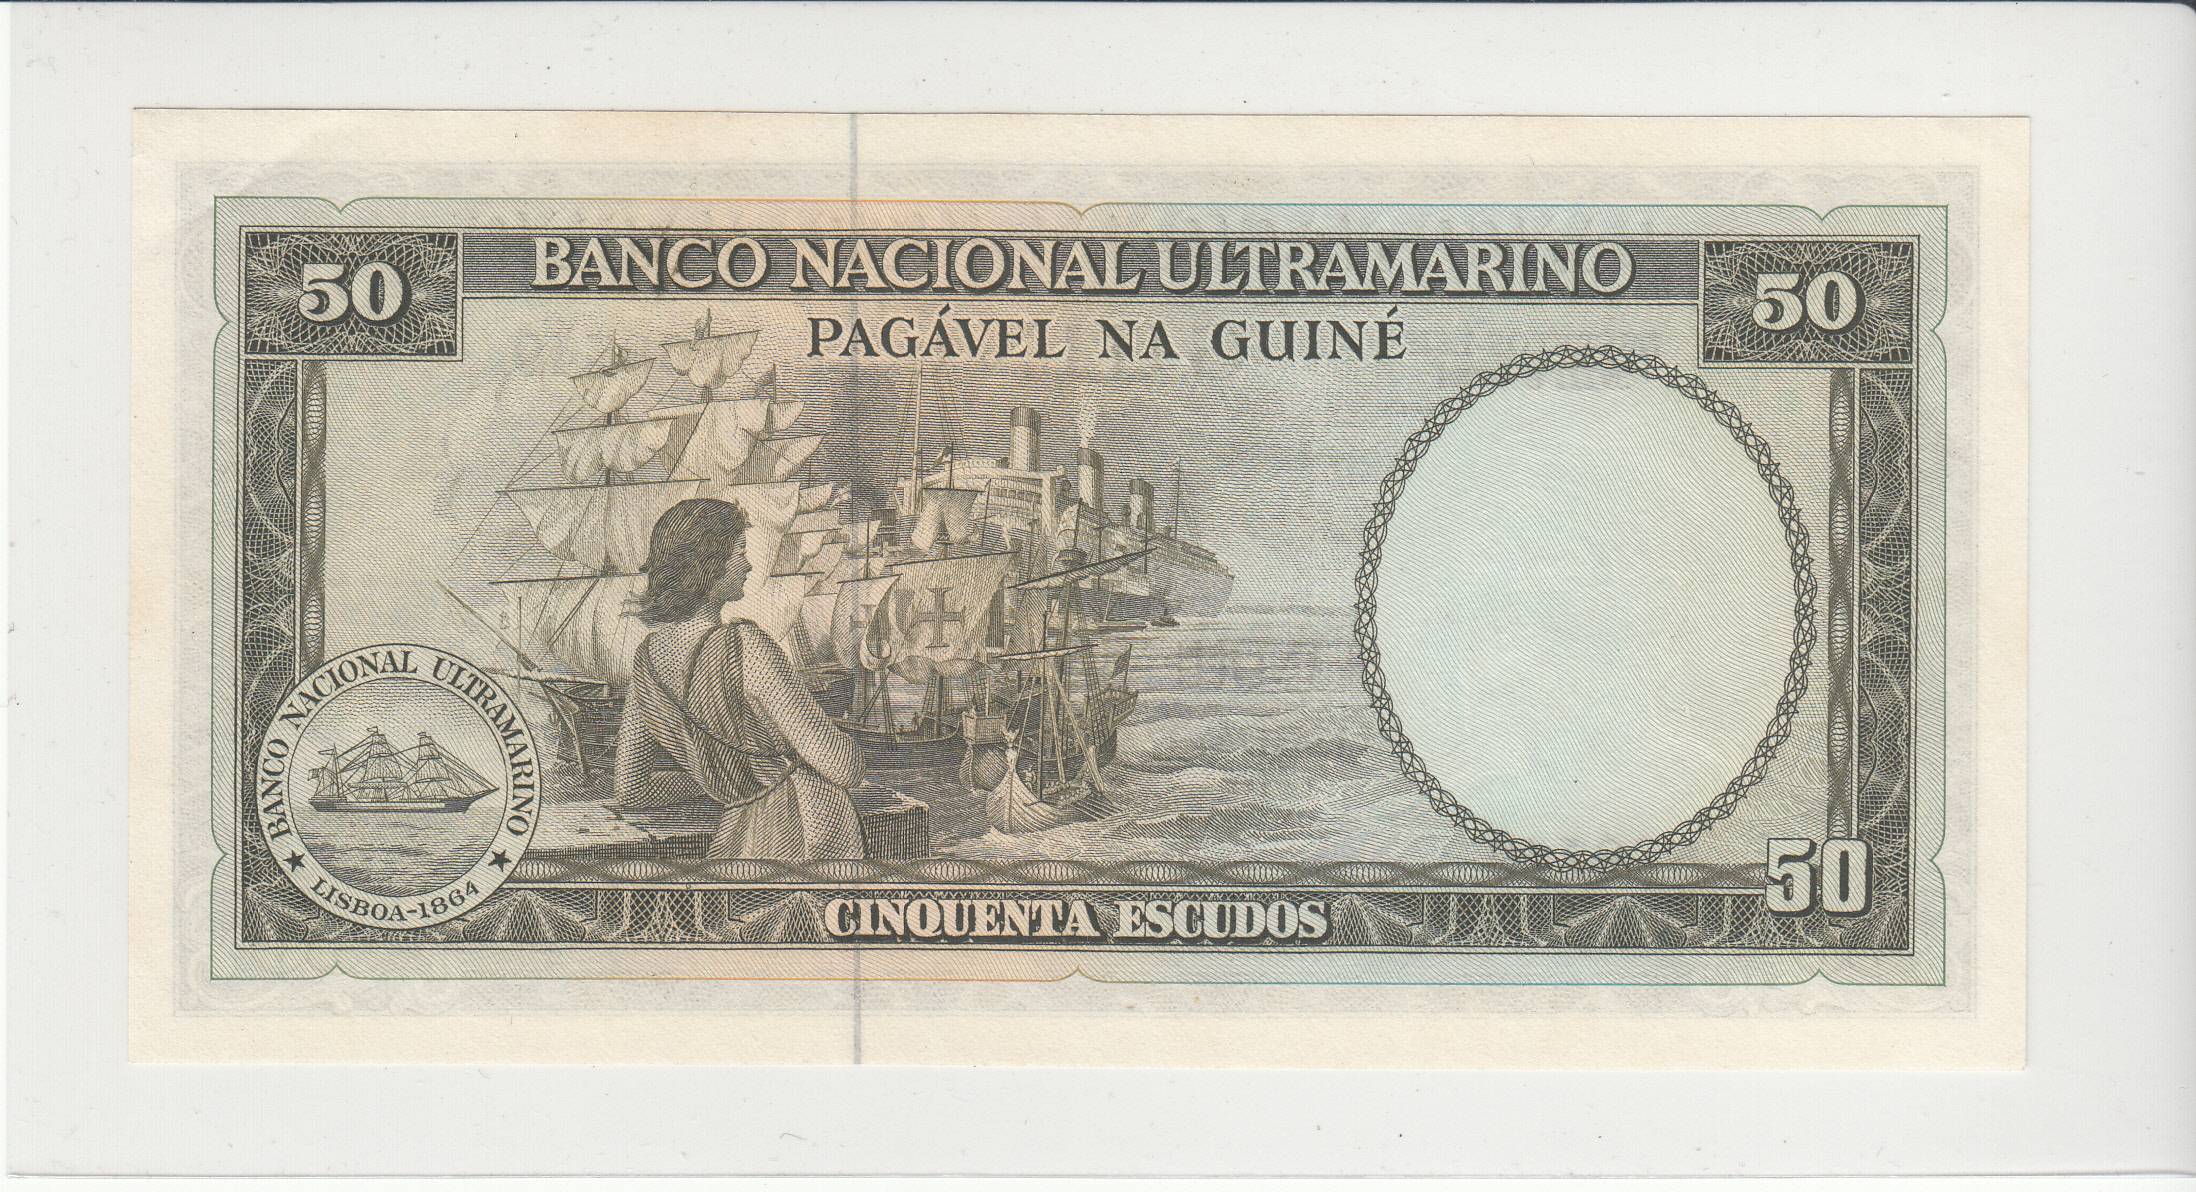 50 BANCO NACIONAL ULTRAMARINO 50
PAGÁVEL NA GUINÉ
BANCO NACIONAL ULTRAMARINO
LISBOA-1864
50
CINQUENTA ESCUDOS